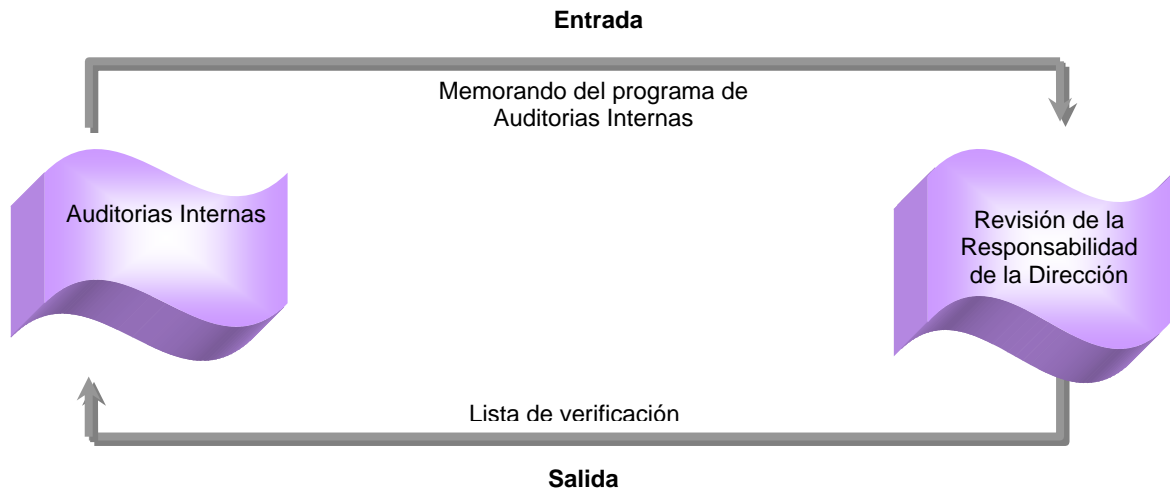 Entrada
Memorando del programa de
Auditorias Internas
Auditorias Internas
Revisión de la
Responsabilidad
de la Dirección
Lista de verificación
Salida